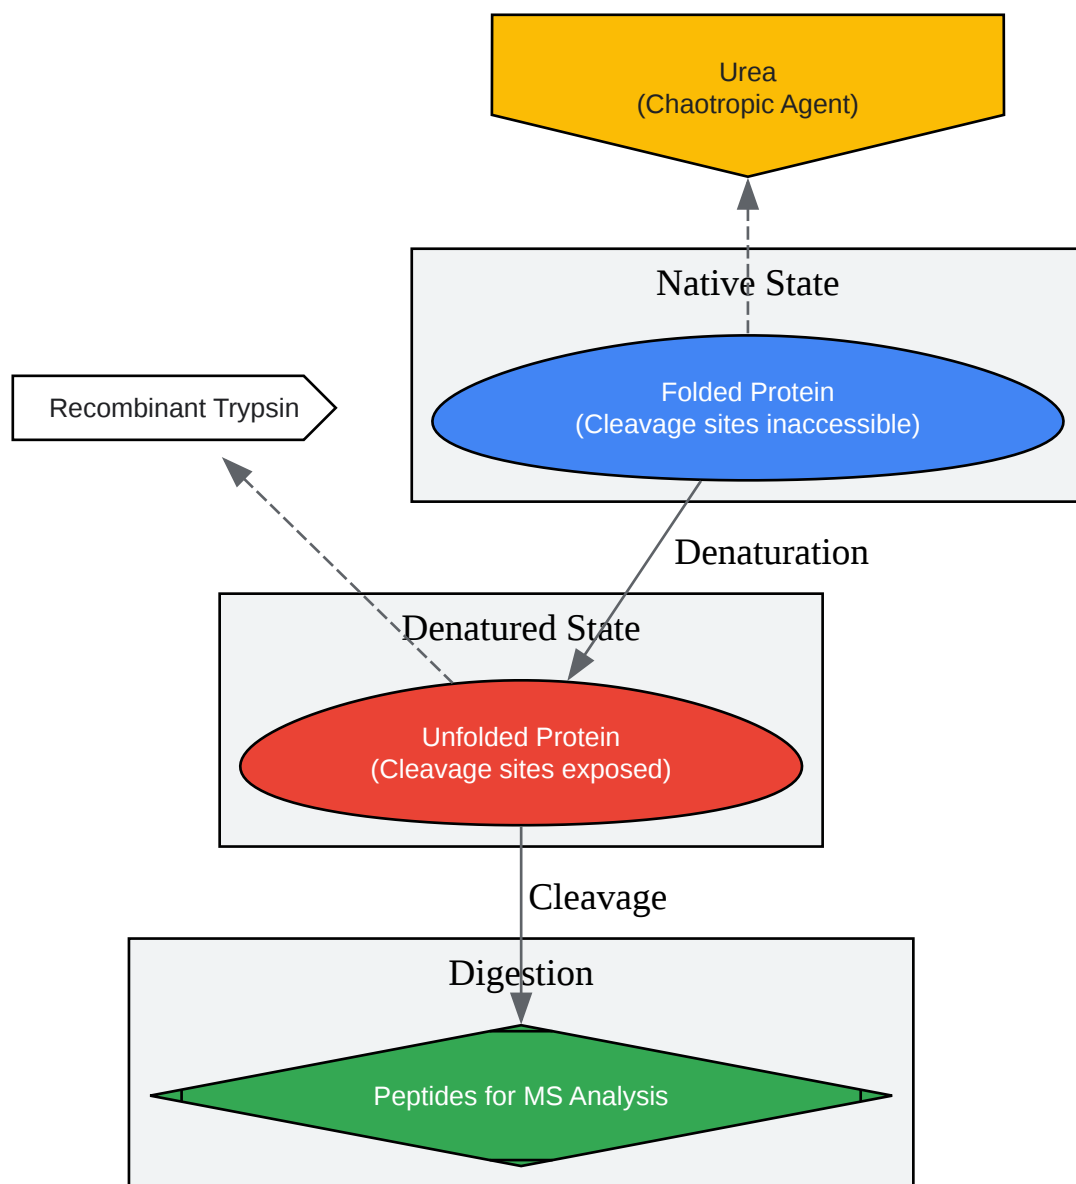 Urea
(Chaotropic Agent)
Native State
Folded Protein
(Cleavage sites inaccessible)
Recombinant Trypsin
Denaturation
Denatured State
Unfolded Protein
(Cleavage sites exposed)
Cleavage
Digestion
Peptides for MS Analysis